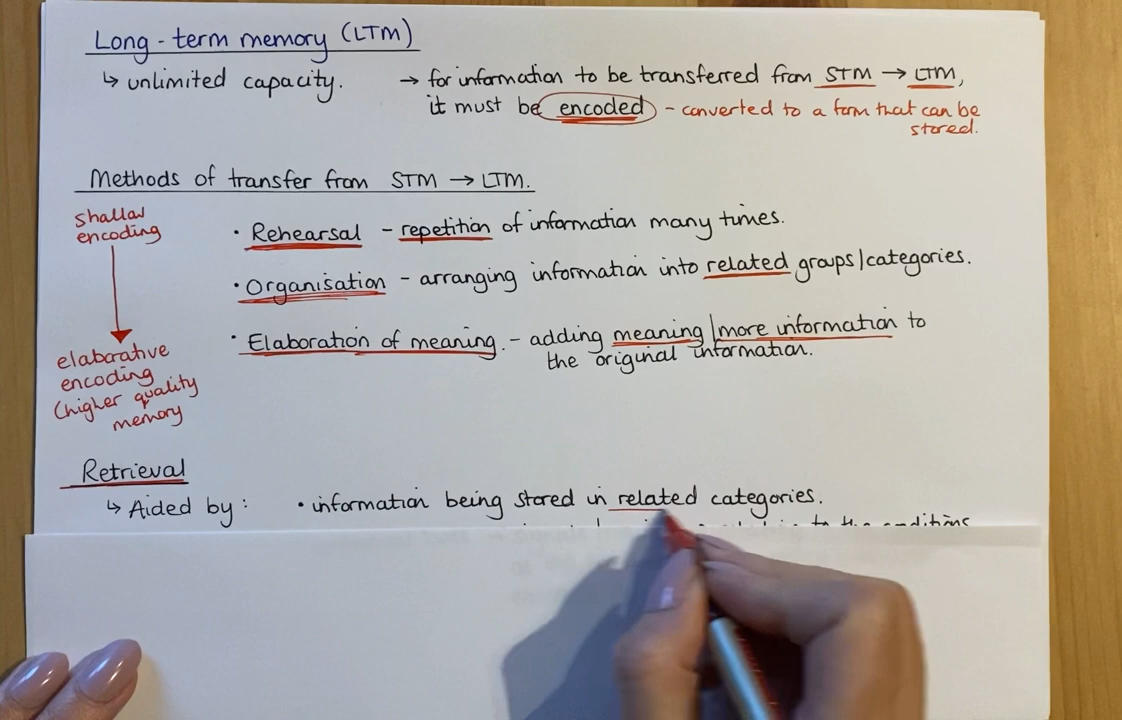 Long-term memory (LTM)
↳ unlimited capacity. → for information to be transferred from STM → LTM,
it must be encoded - converted to a form that can be
stored.
Methods of transfer from STM → LTM.
shallow
encoding
• Rehearsal - repetition of information many times.
• Organisation - arranging information into related groups/categories.
• Elaboration of meaning. - adding meaning/more information to
the original information.
elaborative
encoding
(higher quality
memory
Retrieval
↳ Aided by: • information being stored in related categories.
to the conditions